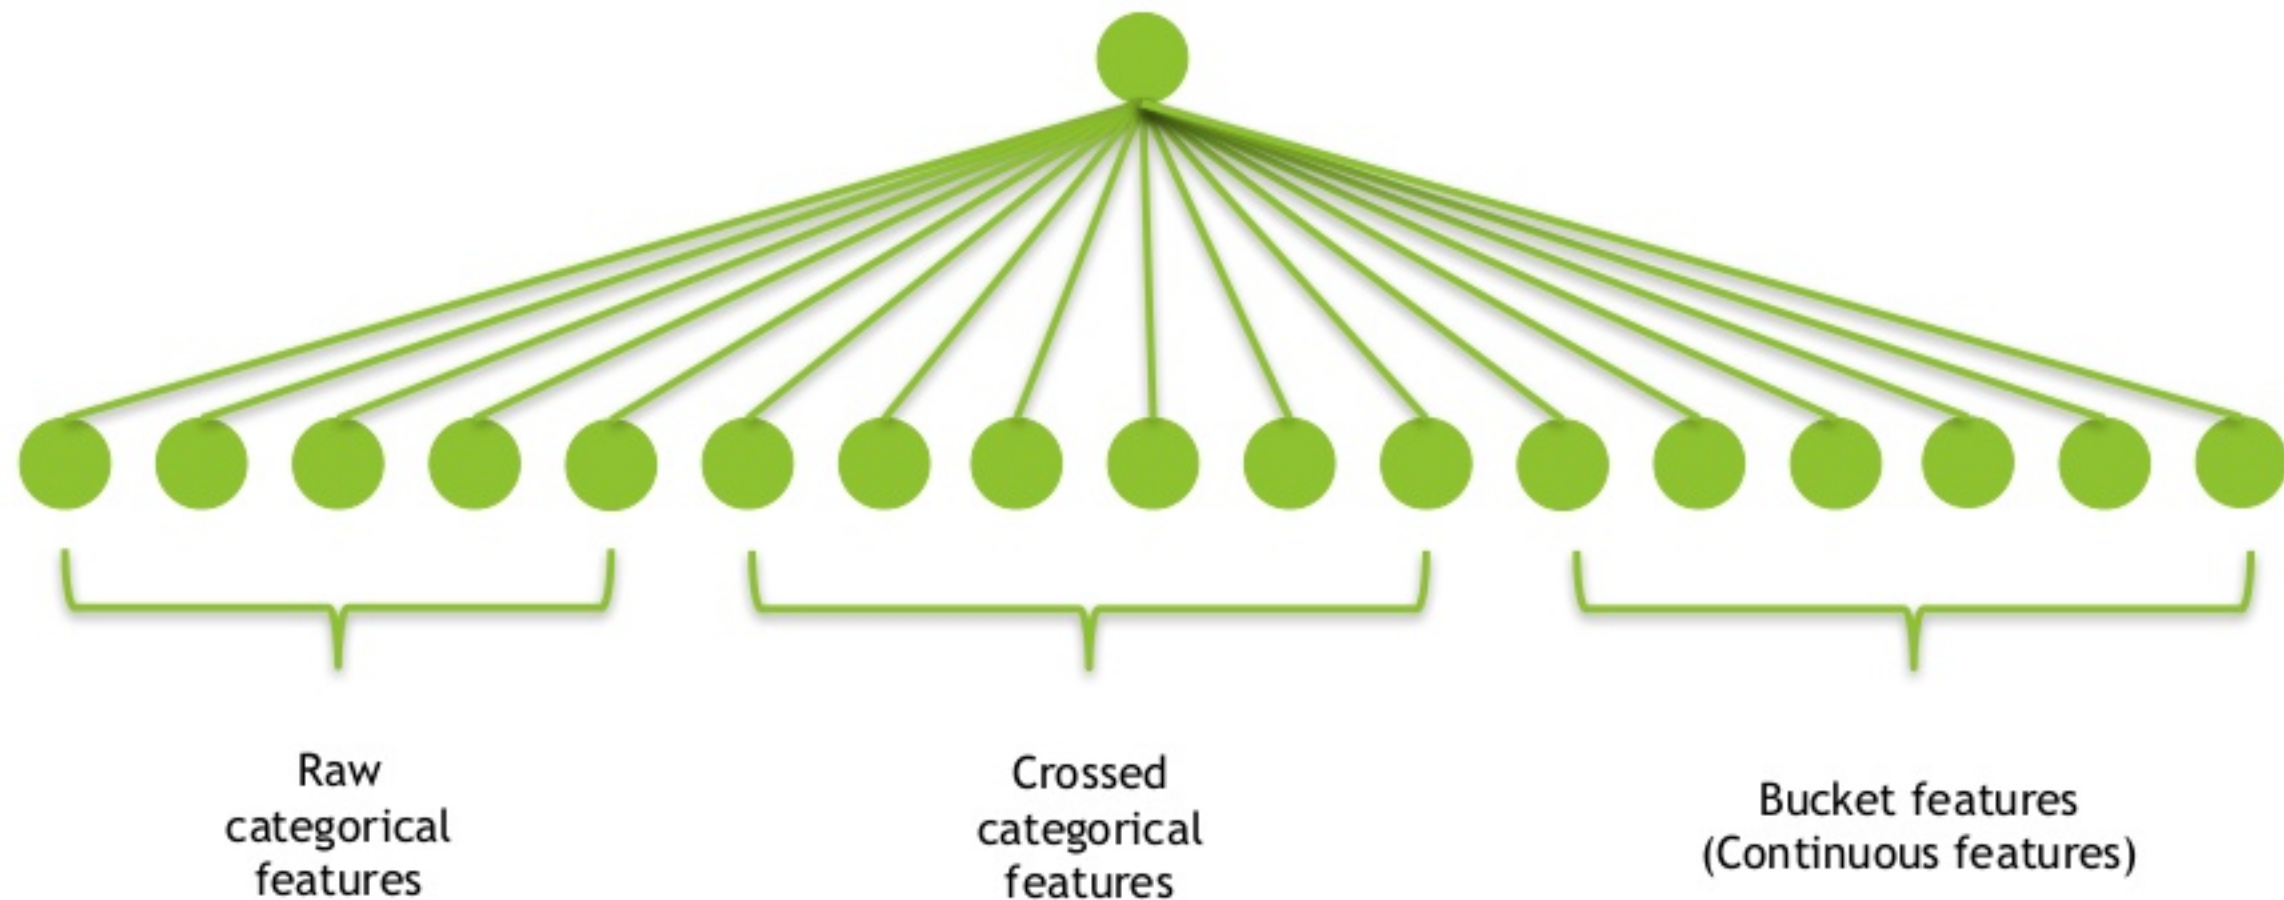 Raw
categorical
features
Crossed
categorical
features
Bucket features
(Continuous features)